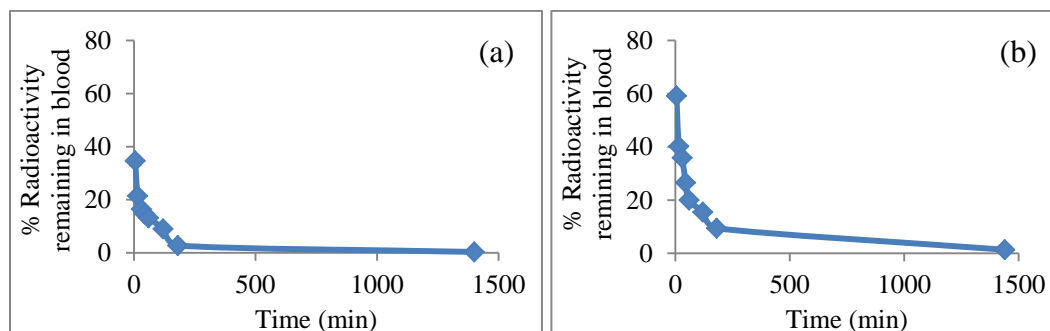 (a)
% Radioactivity
remaining in blood
80
60
40
20
0
0 500 1000 1500
Time (min)
(b)
% Radioactivity
remining in blood
80
60
40
20
0
0 500 1000 1500
Time (min)